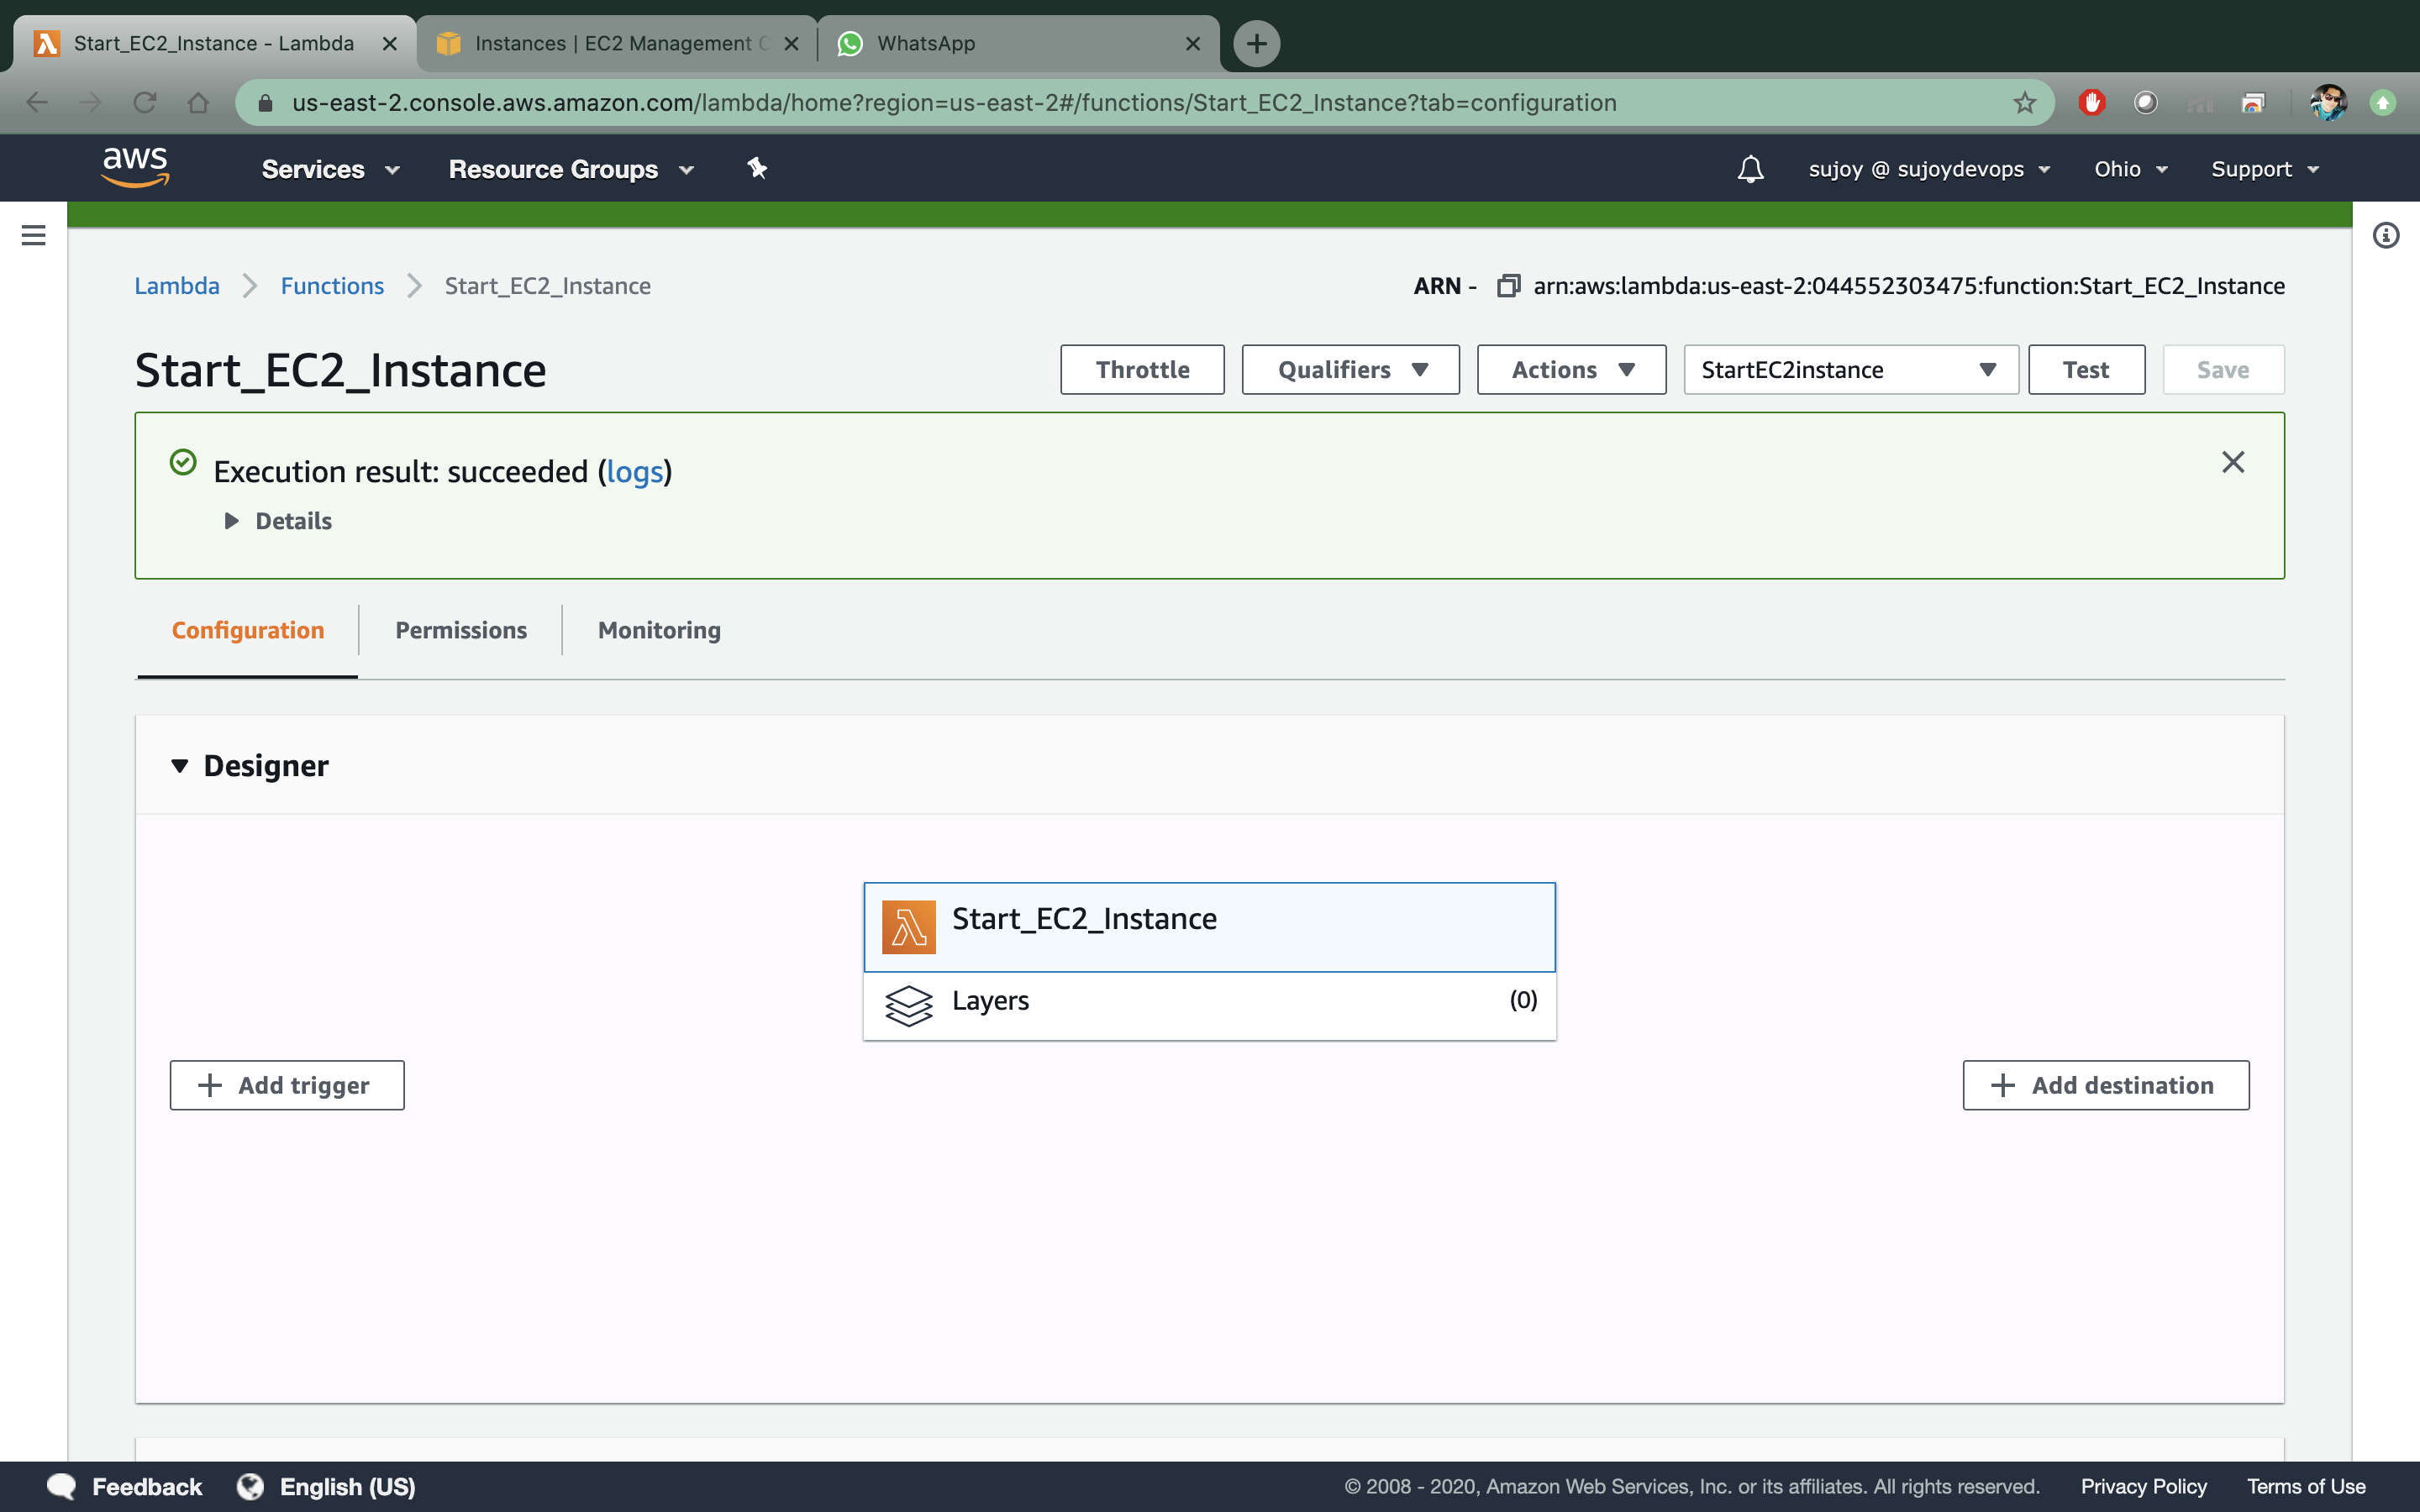 Start_EC2_Instance - Lambda
Instances | EC2 Management C
WhatsApp
us-east-2.console.aws.amazon.com/lambda/home?region=us-east-2#/functions/Start_EC2_Instance?tab=configuration
aws
Services
Resource Groups
sujoy @ sujoydevops
Ohio
Support
Lambda
Functions
Start_EC2_Instance
ARN - arn:aws:lambda:us-east-2:044552303475:function:Start_EC2_Instance
Start_EC2_Instance
Throttle
Qualifiers
Actions
StartEC2instance
Test
Save
Execution result: succeeded (logs)
Details
Configuration
Permissions
Monitoring
Designer
Start_EC2_Instance
Layers (0)
+ Add trigger
+ Add destination
Feedback
English (US)
© 2008 - 2020, Amazon Web Services, Inc. or its affiliates. All rights reserved.
Privacy Policy
Terms of Use